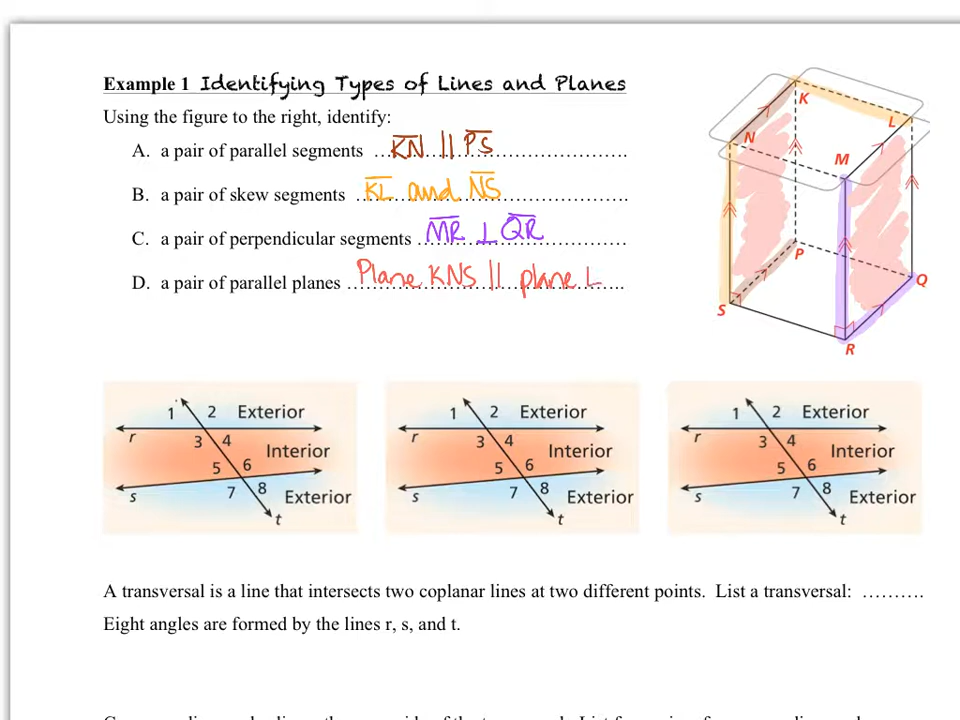 Example 1 Identifying Types of Lines and Planes
Using the figure to the right, identify:
A. a pair of parallel segments ……KN || PS……………………….
B. a pair of skew segments …KL and NS…………………….
C. a pair of perpendicular segments …MR ⊥ QR……………
D. a pair of parallel planes …Plane KNS || plane L…..
K
L
N
M
P
Q
S
R
1 2 Exterior
r 3 4 Interior
5 6
s 7 8 Exterior
t
1 2 Exterior
r 3 4 Interior
5 6
s 7 8 Exterior
t
1 2 Exterior
r 3 4 Interior
5 6
s 7 8 Exterior
t
A transversal is a line that intersects two coplanar lines at two different points. List a transversal: ……….
Eight angles are formed by the lines r, s, and t.